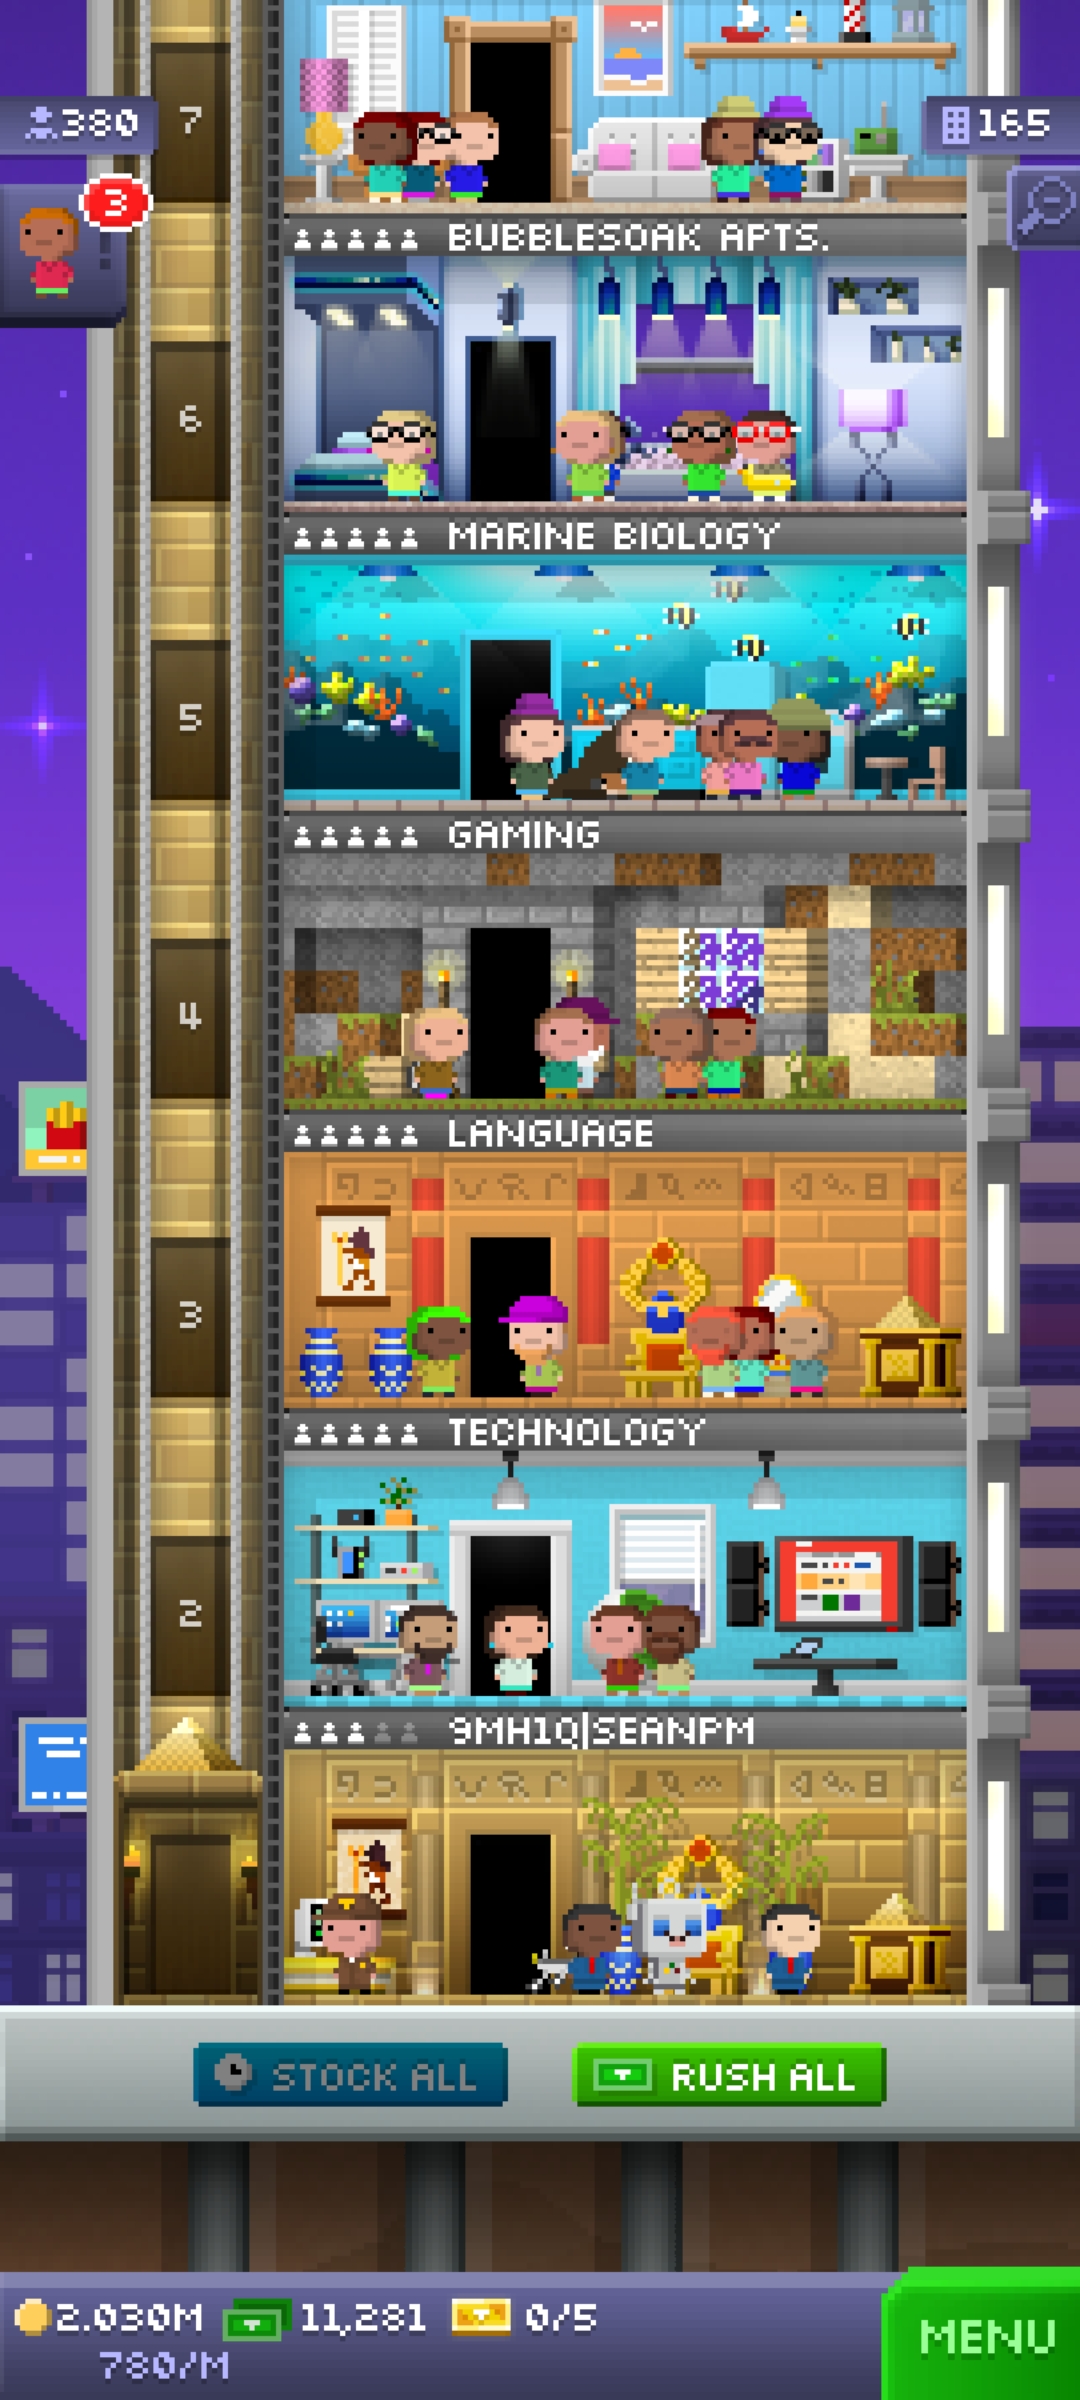 7
380
165
3
BUBBLESOAK APTS.
6
MARINE BIOLOGY
5
GAMING
4
LANGUAGE
3
TECHNOLOGY
2
9MH1Q|SEANPM
STOCK ALL
RUSH ALL
2.030M
11,281
0/5
780/M
MENU